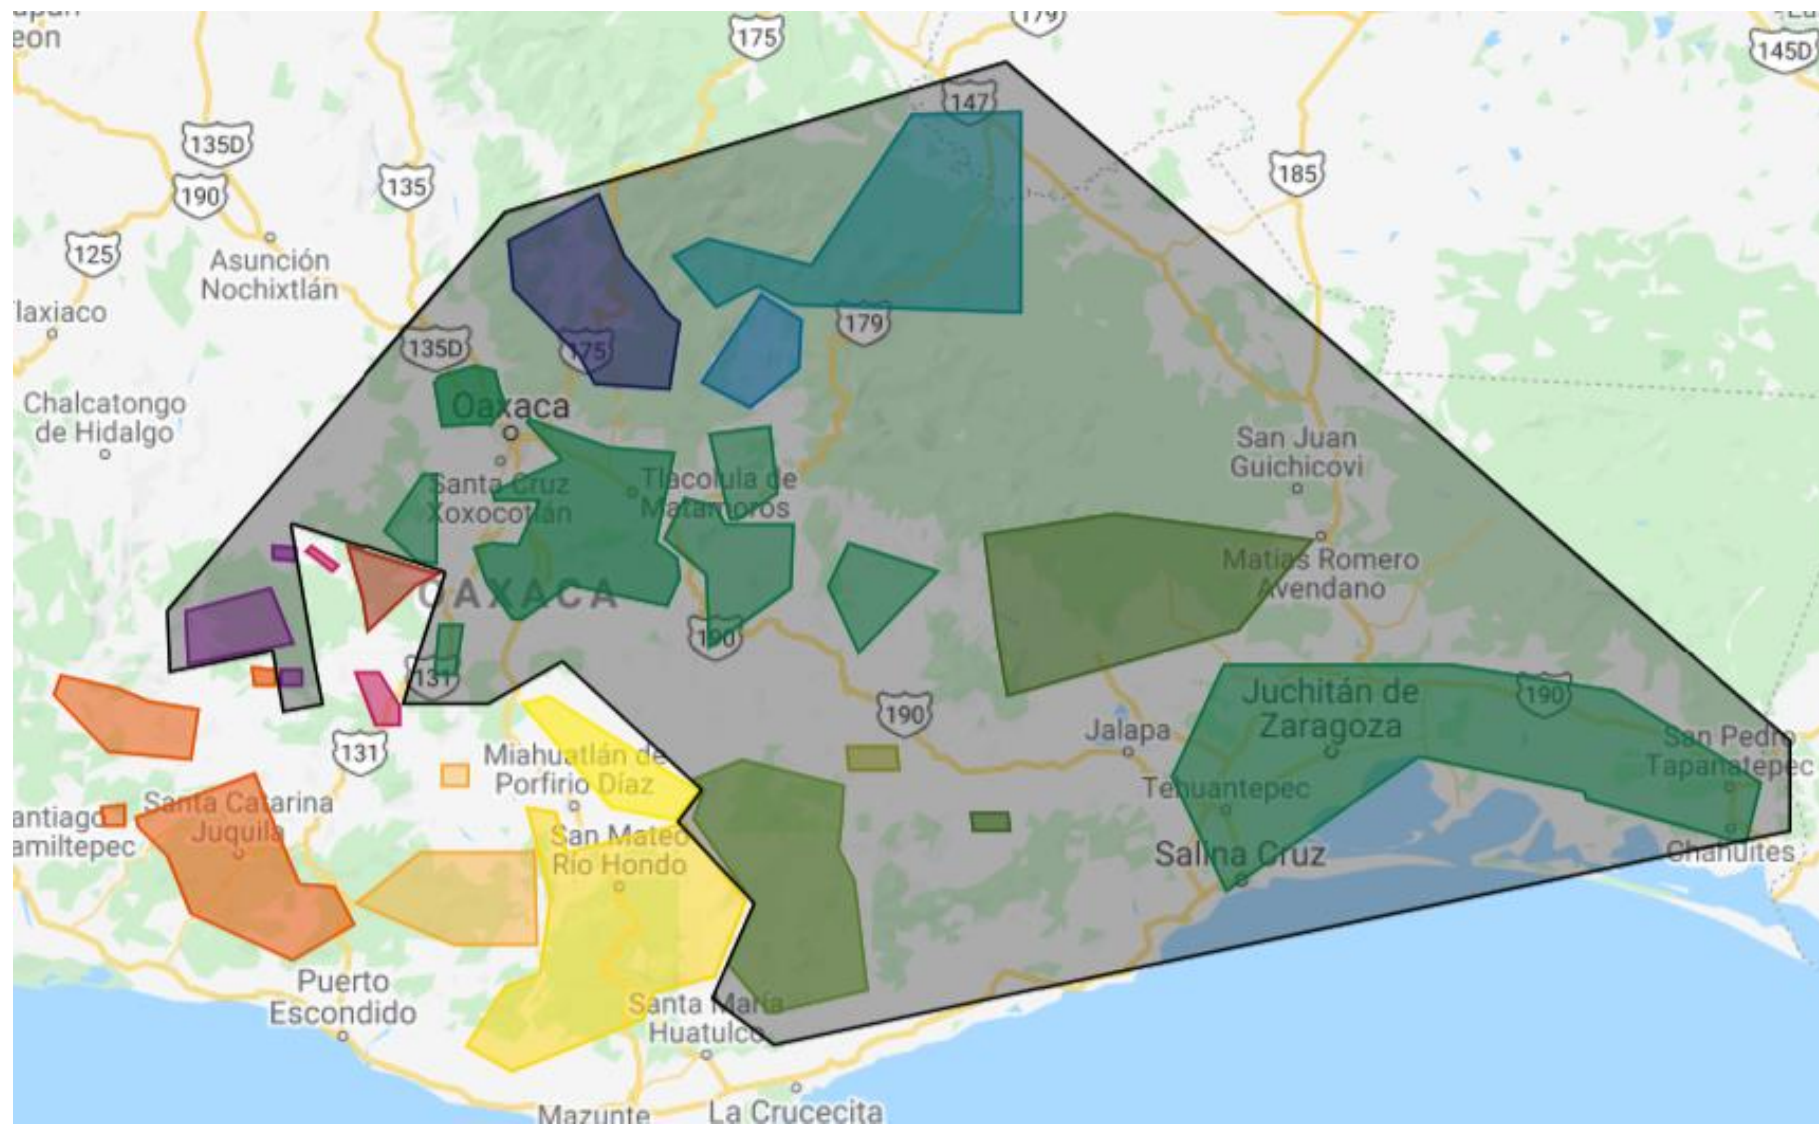 175
179
145D
147
135D
190
135
185
125
Asunción
Nochixtlán
laxiaco
179
135D
175
Chalcatongo
de Hidalgo
Oaxaca
San Juan
Guichicovi
Santa Cruz
Xoxocotlán
Tlacolula de
Matamoros
Matías Romero
Avendano
OAXACA
190
131
190
Juchitán de
Zaragoza
190
Jalapa
San Pedro
Tapanatepec
131
Miahuatlán de
Porfirio Díaz
Tehuantepec
Santa Catarina
Juquila
antiago
amiltepec
San Mateo
Río Hondo
Salina Cruz
Chahuites
Puerto
Escondido
Santa María
Huatulco
Mazunte
La Crucecita